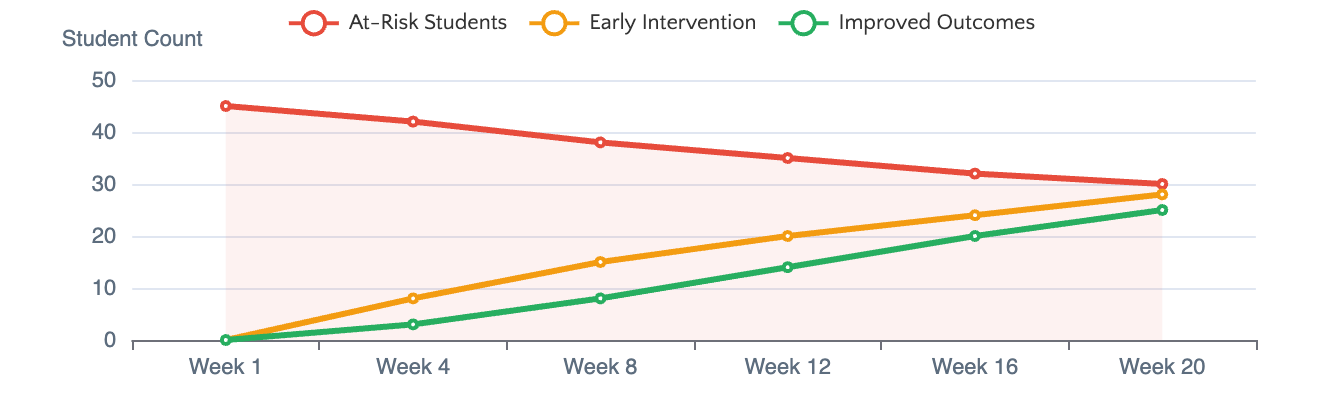 At-Risk Students Early Intervention Improved Outcomes
Student Count
50
40
30
20
10
0
Week 1 Week 4 Week 8 Week 12 Week 16 Week 20